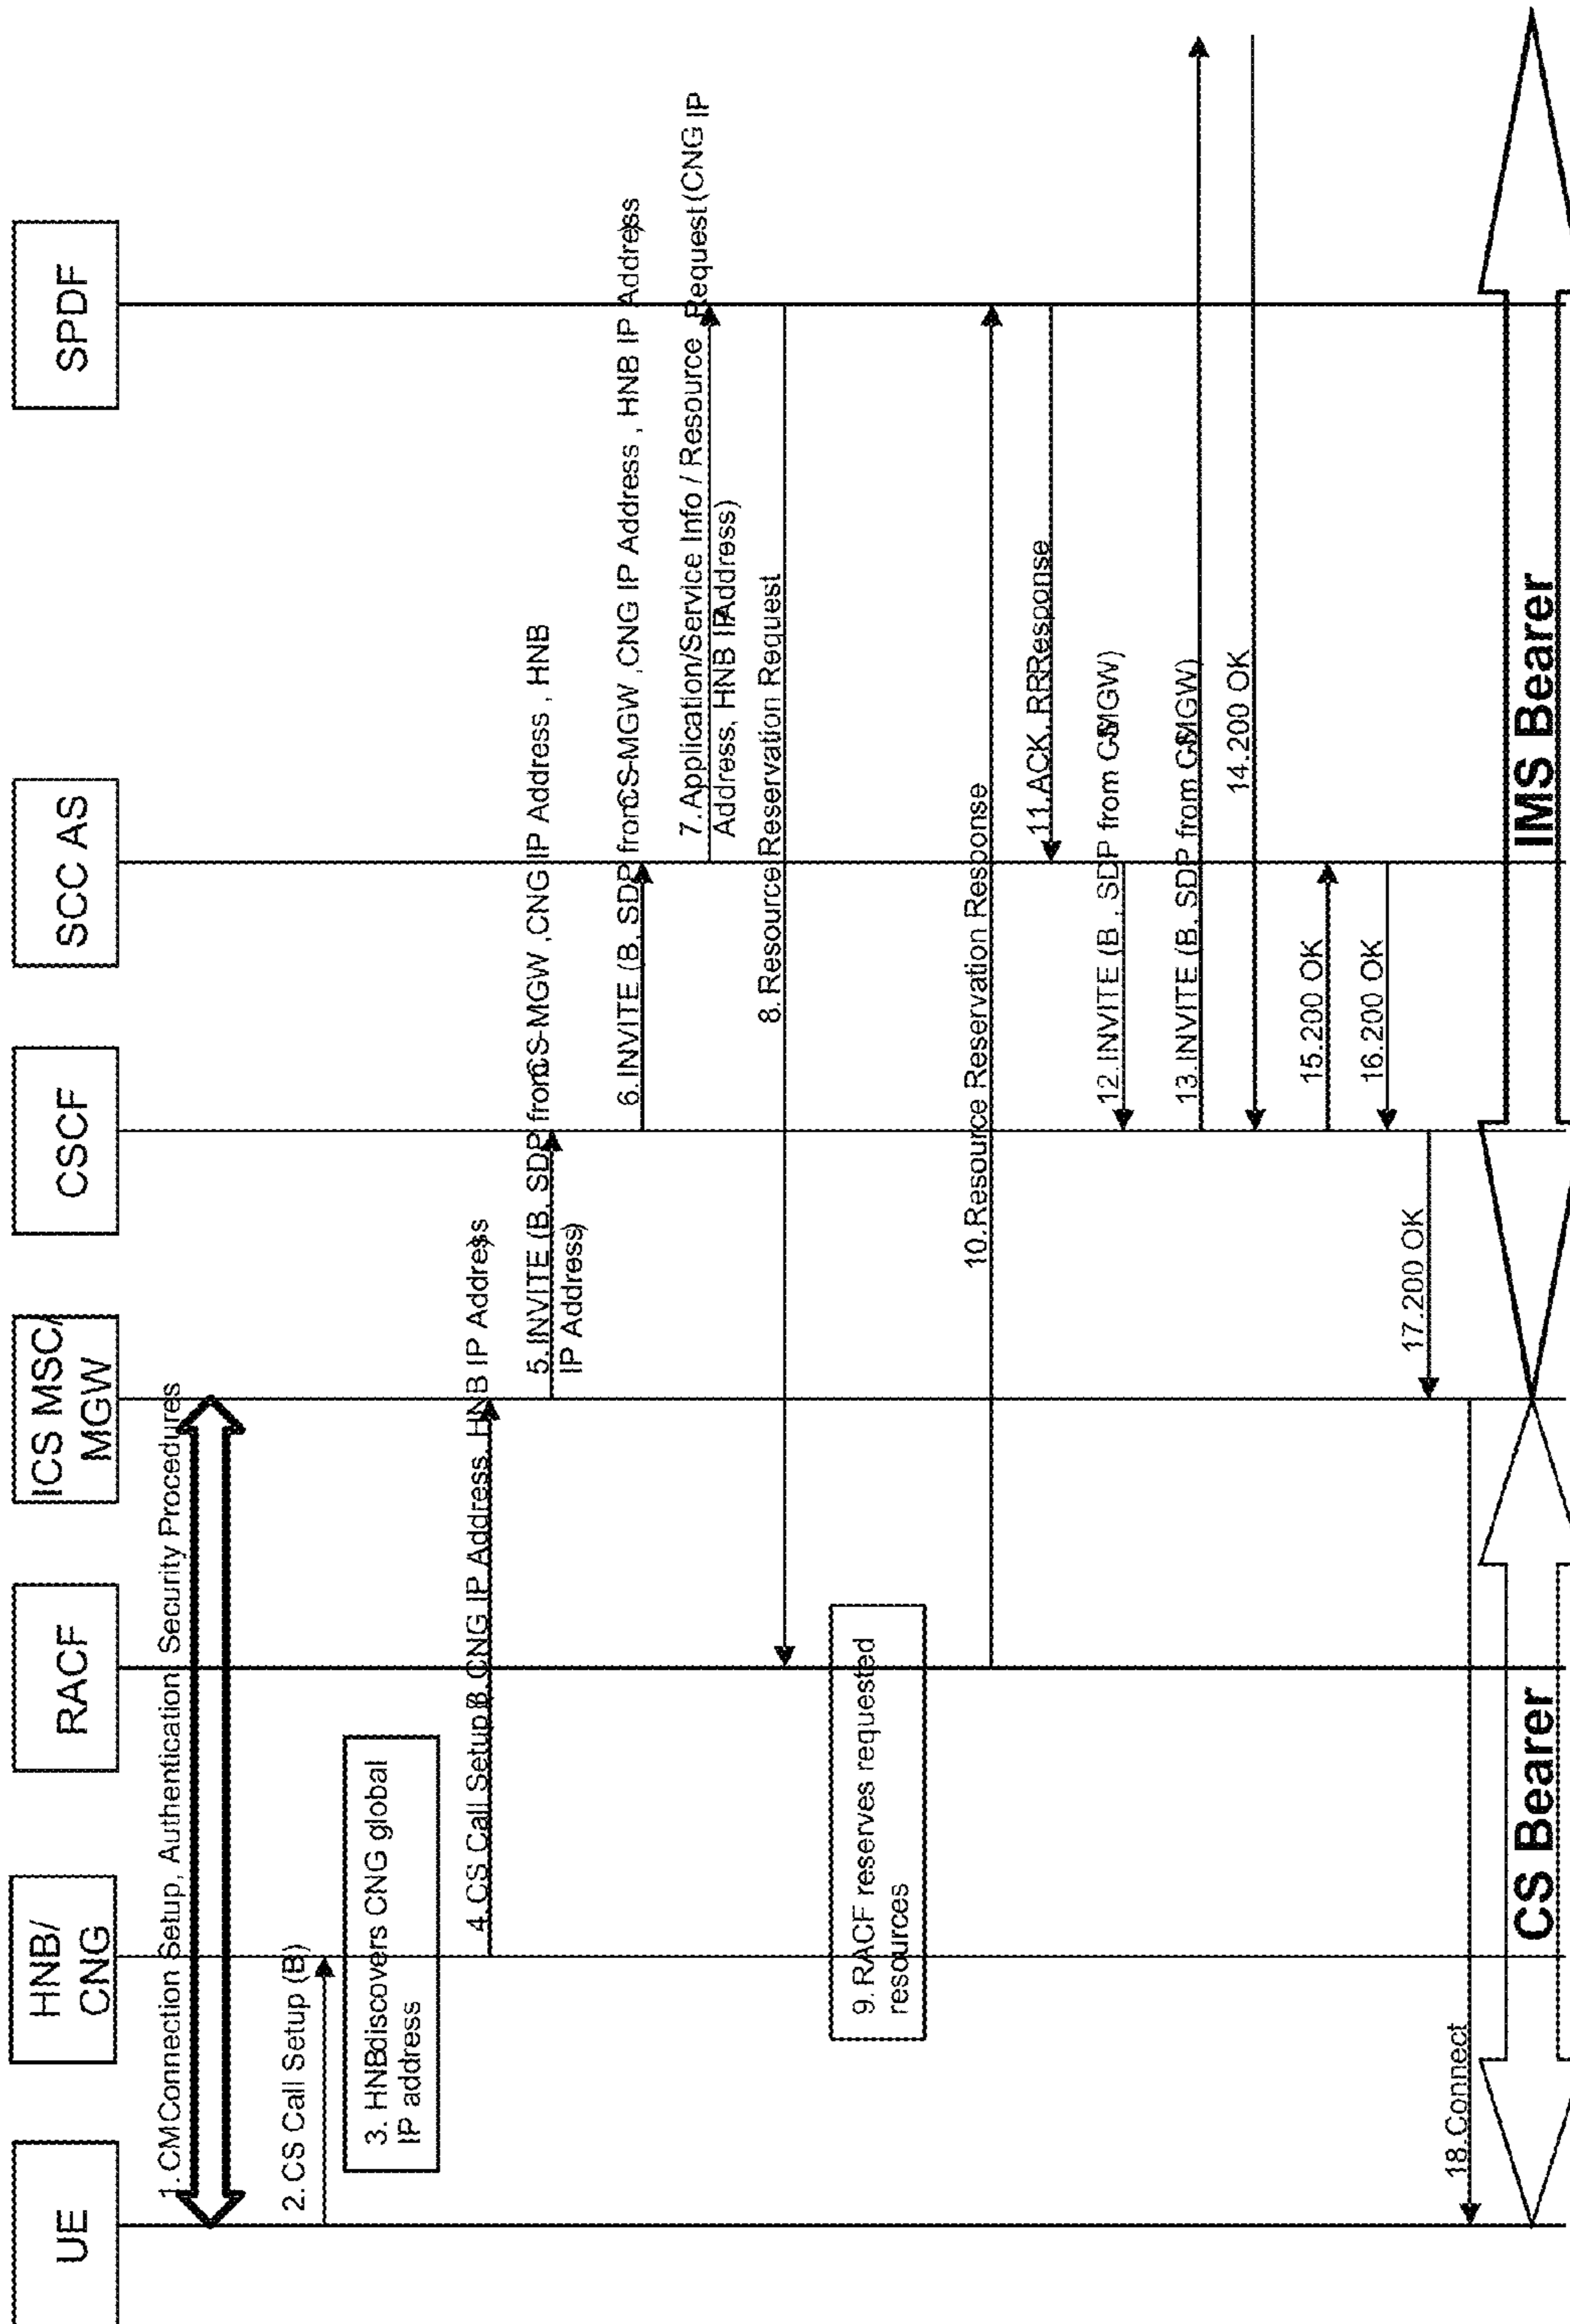 UE
HNB/
CNG
RACF
ICS MSC/
MGW
CSCF
SCC AS
SPDF
1. CMConnection Setup, Authentication, Security Procedures
2. CS Call Setup (B)
3. HNBdiscovers CNG global
IP address
4. CS Call Setup B, CNG IP Address, HNB IP Address
5. INVITE (B, SDP from CS-MGW ,CNG IP Address , HNB
IP Address)
6. INVITE (B, SDP from CS-MGW ,CNG IP Address , HNB IP Address
7. Application/Service Info / Resource Request (CNG IP
Address, HNB IP Address)
8. Resource Reservation Request
9. RACF reserves requested
resources
10. Resource Reservation Response
11. ACK, RRResponse
12. INVITE (B, SDP from CS-MGW)
13. INVITE (B, SDP from CS-MGW)
14. 200 OK
15. 200 OK
16. 200 OK
17. 200 OK
18. Connect
CS Bearer
IMS Bearer